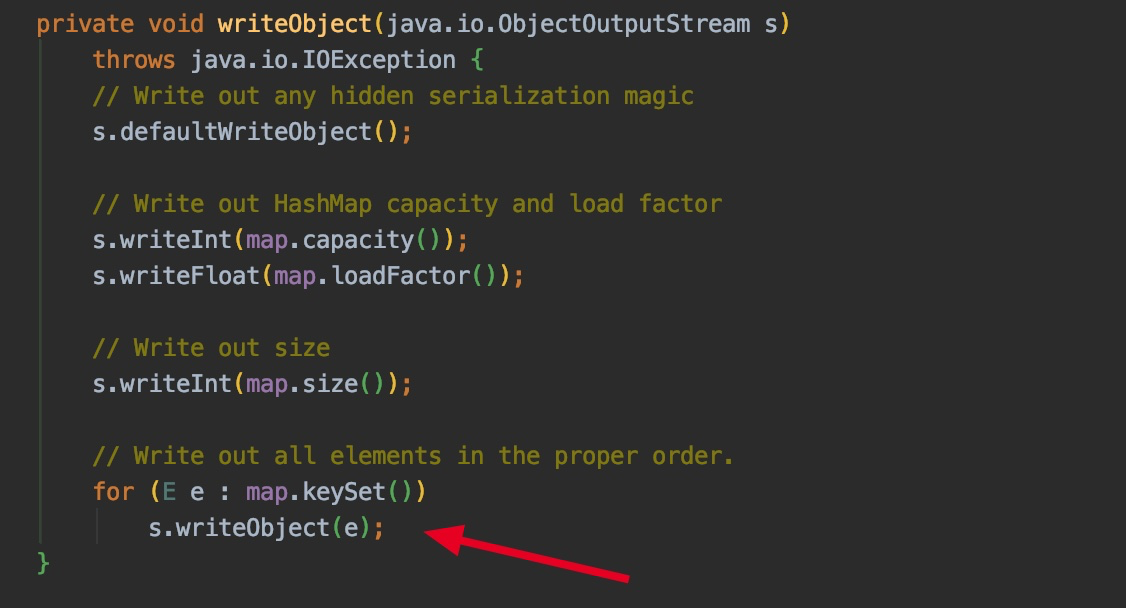 private void writeObject(java.io.ObjectOutputStream s)
throws java.io.IOException {
// Write out any hidden serialization magic
s.defaultWriteObject();
// Write out HashMap capacity and load factor
s.writeInt(map.capacity());
s.writeFloat(map.loadFactor());
// Write out size
s.writeInt(map.size());
// Write out all elements in the proper order.
for (E e : map.keySet())
s.writeObject(e);
}